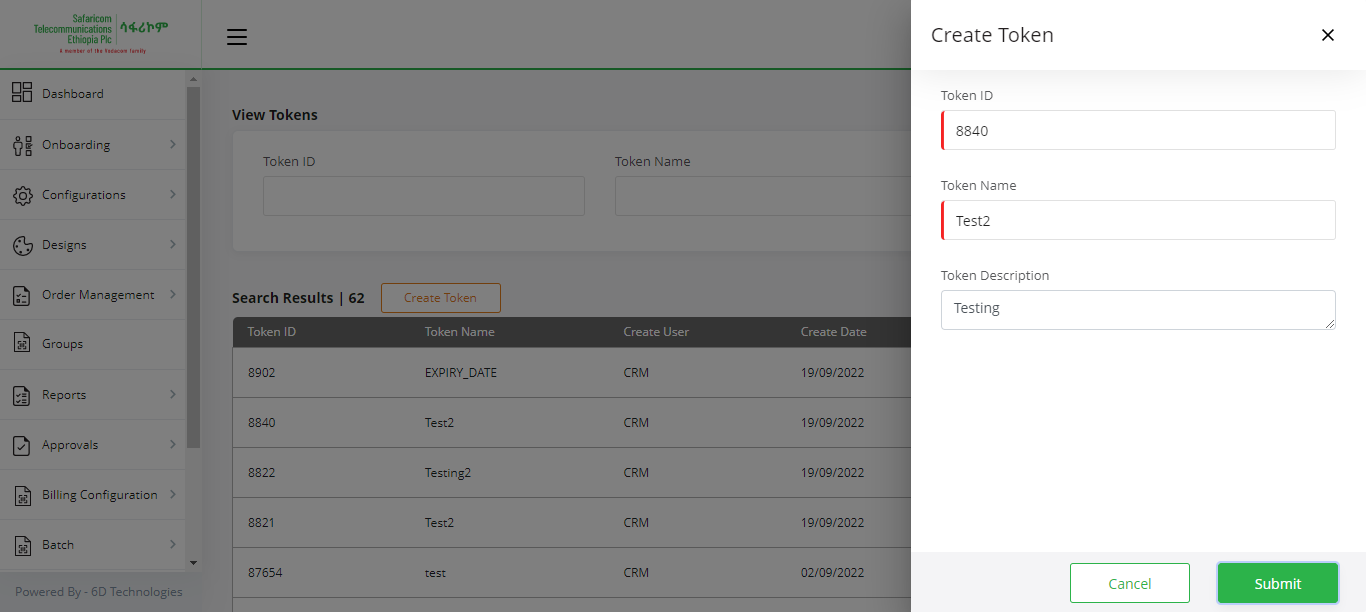 Safaricom
Telecommunications
Ethiopia Plc
ሳፋሪኮም
A member of the Vodacom family
Dashboard
Onboarding
Configurations
Designs
Order Management
Groups
Reports
Approvals
Billing Configuration
Batch
Powered By - 6D Technologies
View Tokens
Token ID Token Name
Search Results | 62 Create Token
Token ID Token Name Create User Create Date
8902 EXPIRY_DATE CRM 19/09/2022
8840 Test2 CRM 19/09/2022
8822 Testing2 CRM 19/09/2022
8821 Test2 CRM 19/09/2022
87654 test CRM 02/09/2022
Create Token
Token ID
8840
Token Name
Test2
Token Description
Testing
Cancel Submit